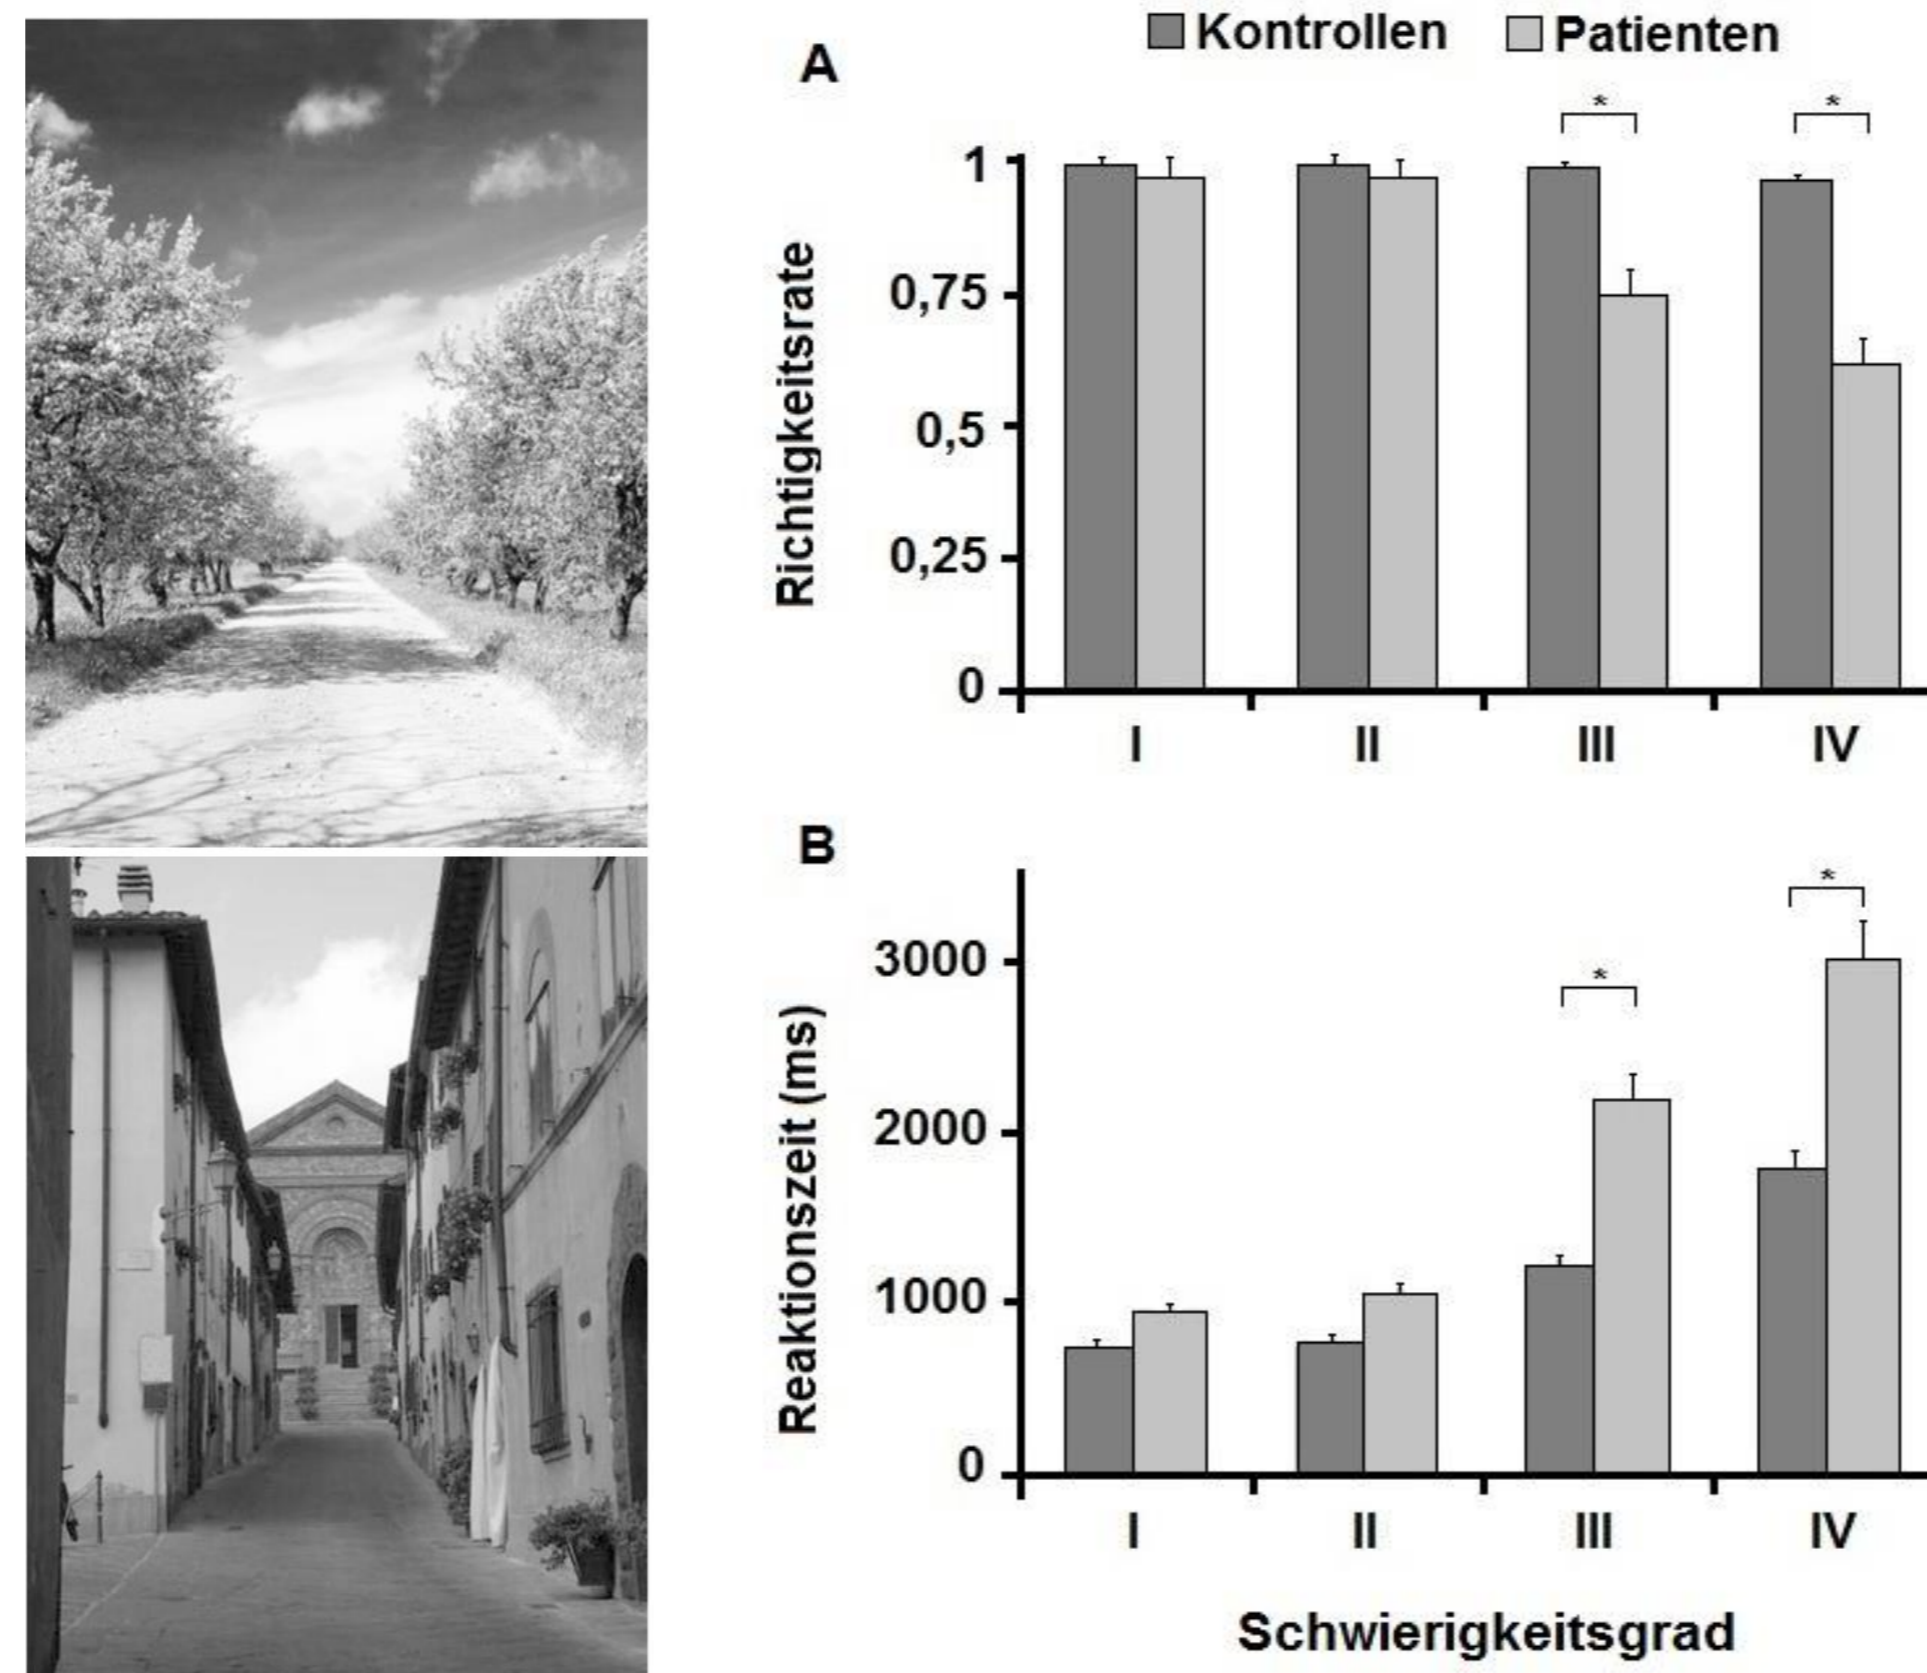 Kontrollen Patienten
A
* *
1
0,75
0,5
0,25
0
Richtigkeitsrate
I II III IV
B
*
*
3000
2000
1000
0
Reaktionszeit (ms)
I II III IV
Schwierigkeitsgrad